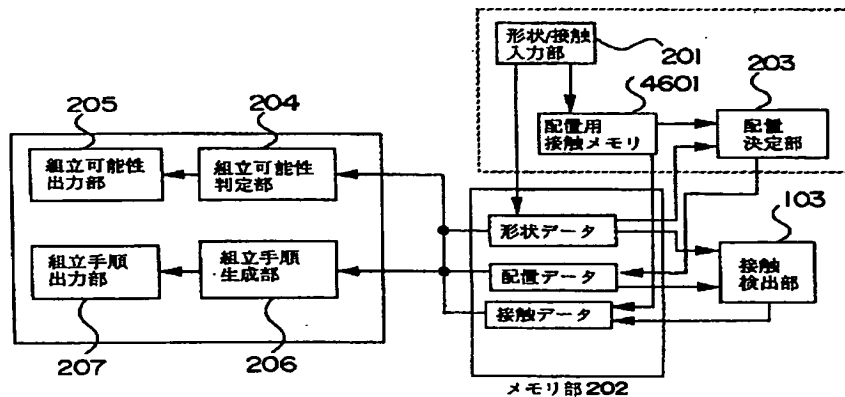 形状/接触
入力部
201
4601
203
配置用
接触メモリ
配置
決定部
205
204
組立可能性
出力部
組立可能性
判定部
形状データ
103
組立手順
出力部
組立手順
生成部
配置データ
接触
検出部
接触データ
207
206
メモリ部202